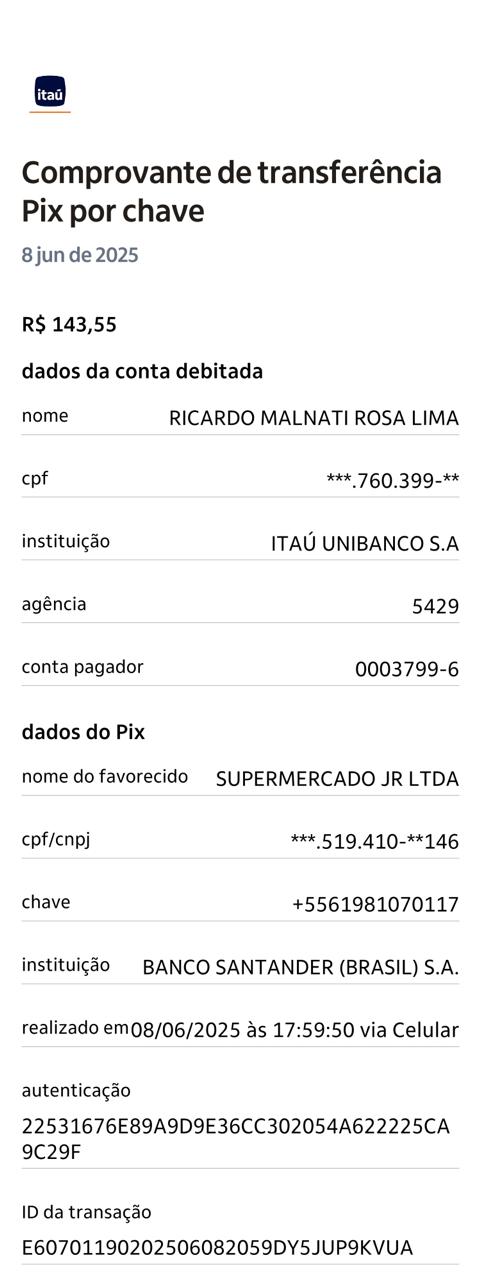 itaú
Comprovante de transferência
Pix por chave
8 jun de 2025
R$ 143,55
dados da conta debitada
nome RICARDO MALNATI ROSA LIMA
cpf ***.760.399-**
instituição ITAÚ UNIBANCO S.A
agência 5429
conta pagador 0003799-6
dados do Pix
nome do favorecido SUPERMERCADO JR LTDA
cpf/cnpj ***.519.410-**146
chave +5561981070117
instituição BANCO SANTANDER (BRASIL) S.A.
realizado em 08/06/2025 às 17:59:50 via Celular
autenticação
22531676E89A9D9E36CC302054A622225CA
9C29F
ID da transação
E60701190202506082059DY5JUP9KVUA